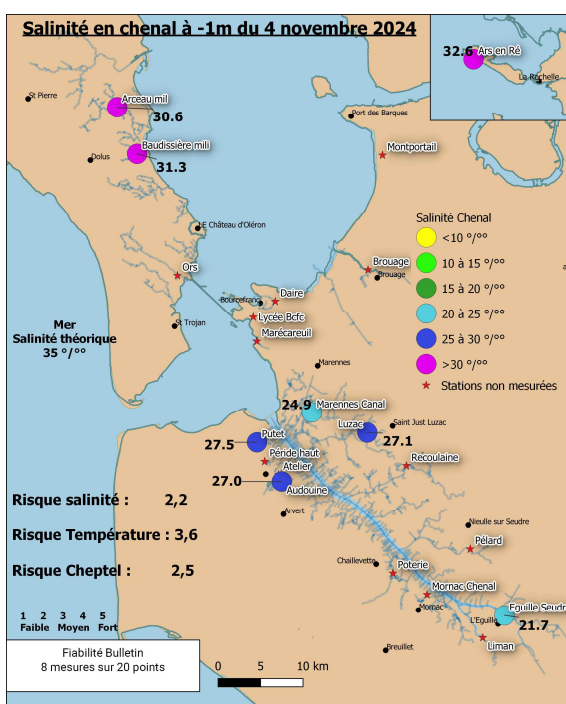 Salinité en chenal à -1m du 4 novembre 2024
32.6
Ars en Ré
La Rochelle
St Pierre
Arceau mil
30.6
Port des Barques
Baudissière mili
31.3
Dolus
Montportail
LE Château d'Oléron
Salinité Chenal
<10 °/°°
10 à 15 °/°°
15 à 20 °/°°
20 à 25 °/°°
25 à 30 °/°°
>30 °/°°
Stations non mesurées
Ors
Brouage
Brouage
Daire
Bourcefranc
Lycée Bcfc
St Trojan
Marécareuil
Mer
Salinité théorique
35 °/°°
Marennes
24.9
Marennes Canal
Luzac
Saint Just Luzac
27.1
Putet
27.5
Péride haut
Atelier
Recoulaine
27.0
Audouine
Arvert
Risque salinité : 2,2
Risque Température : 3,6
Risque Cheptel : 2,5
Nieulle sur Seudre
Pélard
Chaillevette
Poterie
Mornac Chenal
Mornac
Eguille Seudr
L'Eguille
21.7
Liman
Breuillet
1 2 3 4 5
Faible Moyen Fort
Fiabilité Bulletin
8 mesures sur 20 points
0 5 10 km